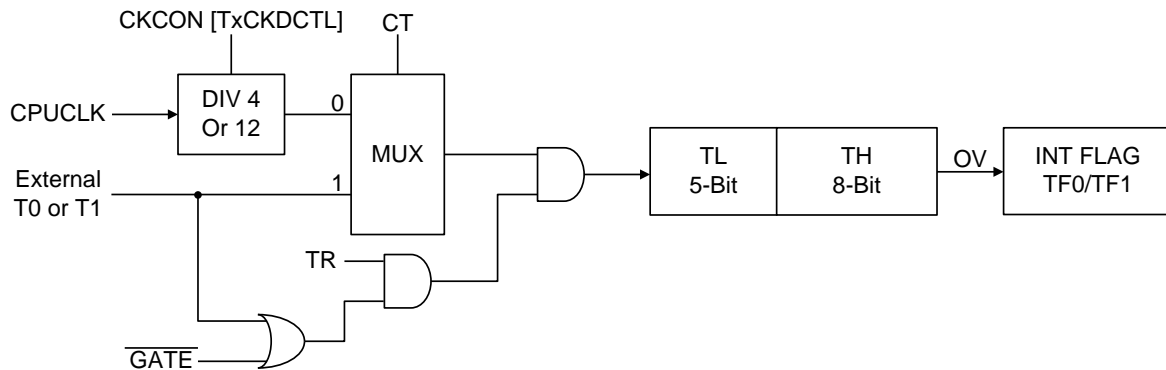 CKCON [TxCKDCTL]
CT
CPUCLK
DIV 4
Or 12
0
MUX
External
T0 or T1
1
TL
5-Bit
TH
8-Bit
OV
INT FLAG
TF0/TF1
TR
GATE